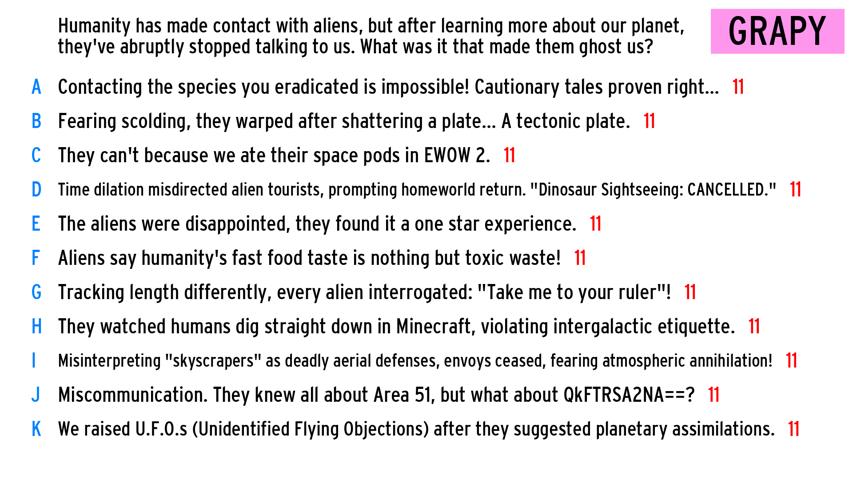 Humanity has made contact with aliens, but after learning more about our planet,
they've abruptly stopped talking to us. What was it that made them ghost us?
GRAPY
A Contacting the species you eradicated is impossible! Cautionary tales proven right... 11
B Fearing scolding, they warped after shattering a plate... A tectonic plate. 11
C They can't because we ate their space pods in EWOW 2. 11
D Time dilation misdirected alien tourists, prompting homeworld return. "Dinosaur Sightseeing: CANCELLED." 11
E The aliens were disappointed, they found it a one star experience. 11
F Aliens say humanity's fast food taste is nothing but toxic waste! 11
G Tracking length differently, every alien interrogated: "Take me to your ruler"! 11
H They watched humans dig straight down in Minecraft, violating intergalactic etiquette. 11
I Misinterpreting "skyscrapers" as deadly aerial defenses, envoys ceased, fearing atmospheric annihilation! 11
J Miscommunication. They knew all about Area 51, but what about QkFTRSA2NA==? 11
K We raised U.F.O.s (Unidentified Flying Objections) after they suggested planetary assimilations. 11